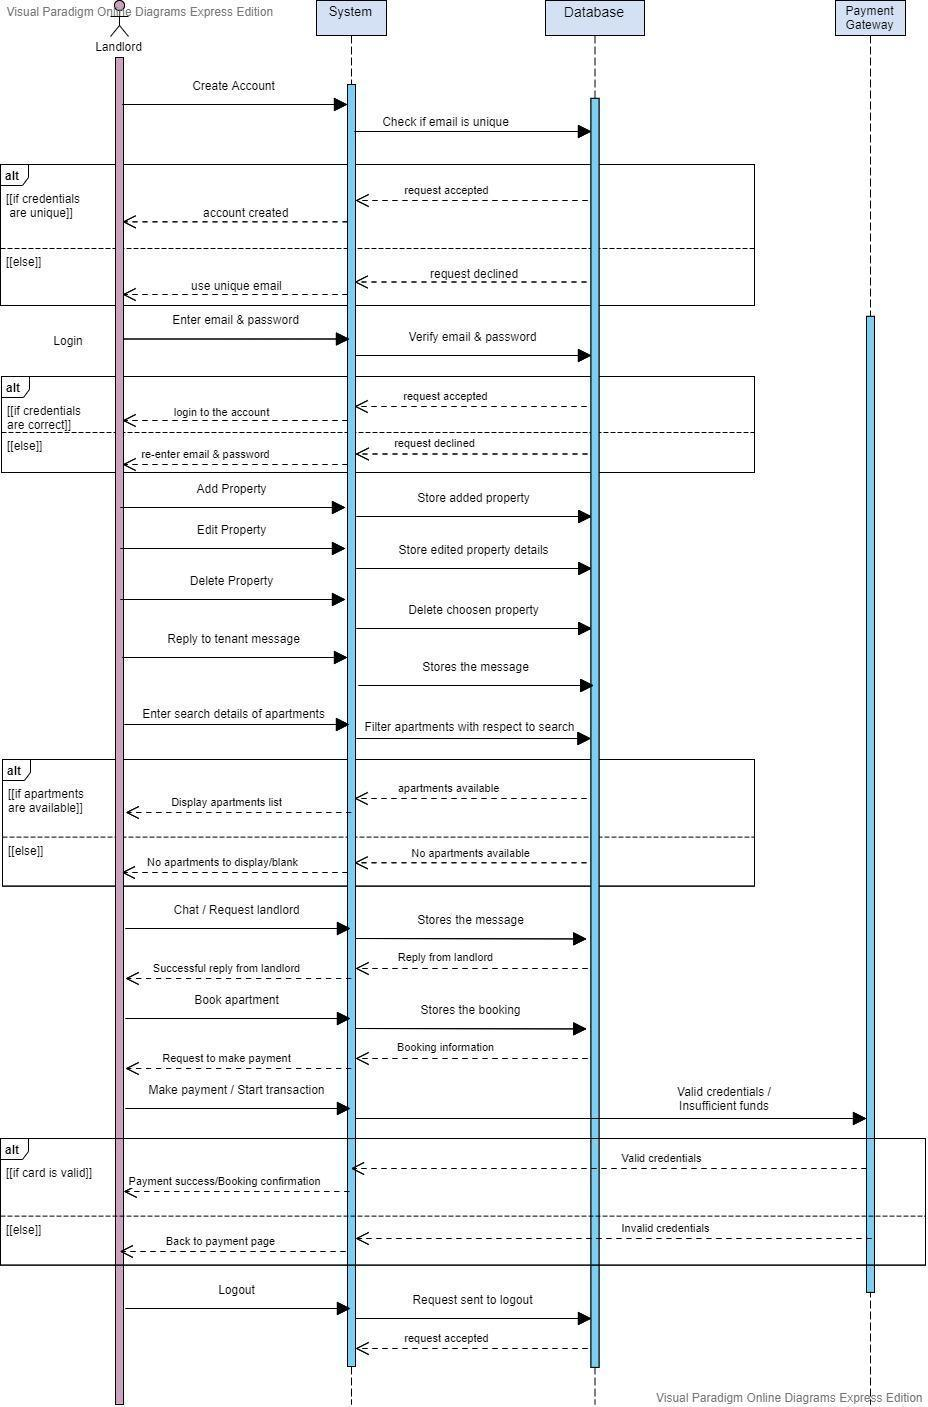 Visual Paradigm Online Diagrams Express Edition
System
Database
Payment
Gateway
Landlord
Create Account
Check if email is unique
alt
[[if credentials
are unique]]
request accepted
account created
[[else]]
request declined
use unique email
Enter email & password
Login
Verify email & password
alt
[[if credentials
are correct]]
request accepted
login to the account
[[else]]
request declined
re-enter email & password
Add Property
Store added property
Edit Property
Store edited property details
Delete Property
Delete choosen property
Reply to tenant message
Stores the message
Enter search details of apartments
Filter apartments with respect to search
alt
[[if apartments
are available]]
apartments available
Display apartments list
[[else]]
No apartments available
No apartments to display/blank
Chat / Request landlord
Stores the message
Reply from landlord
Successful reply from landlord
Book apartment
Stores the booking
Booking information
Request to make payment
Make payment / Start transaction
Valid credentials /
Insufficient funds
alt
[[if card is valid]]
Valid credentials
Payment success/Booking confirmation
[[else]]
Invalid credentials
Back to payment page
Logout
Request sent to logout
request accepted
Visual Paradigm Online Diagrams Express Edition